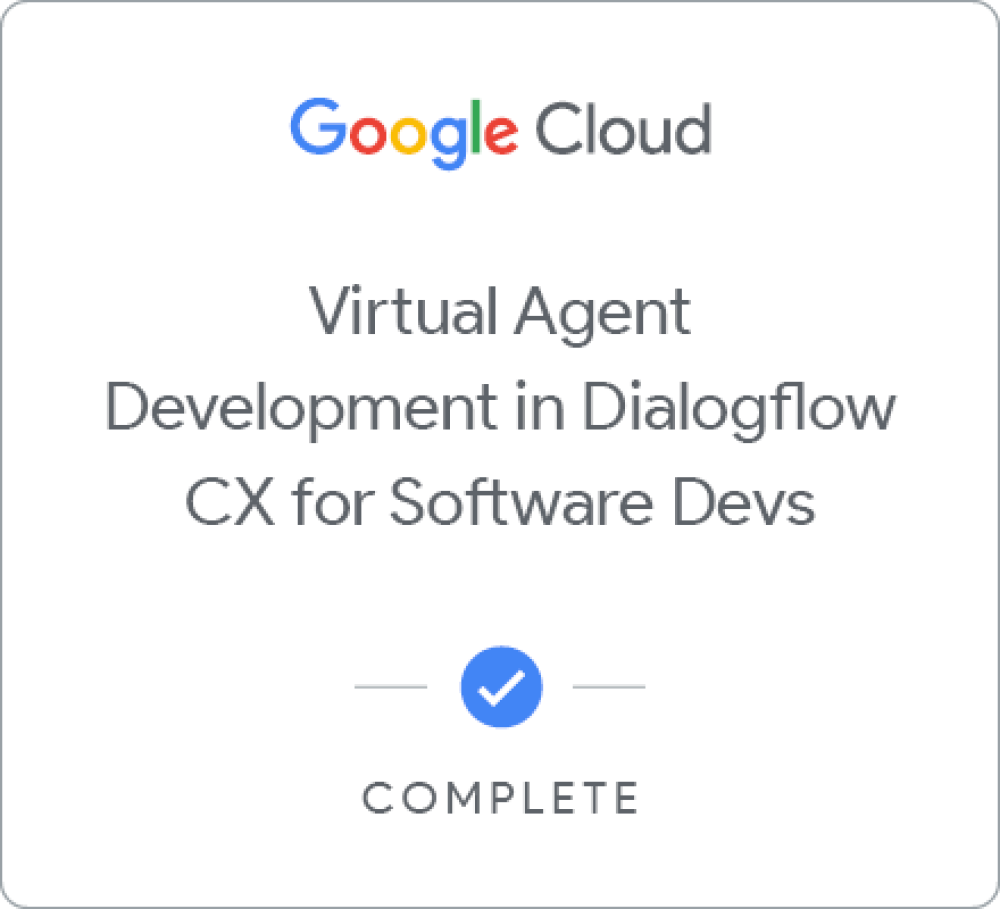 Google Cloud
Virtual Agent
Development in Dialogflow
CX for Software Devs
COMPLETE